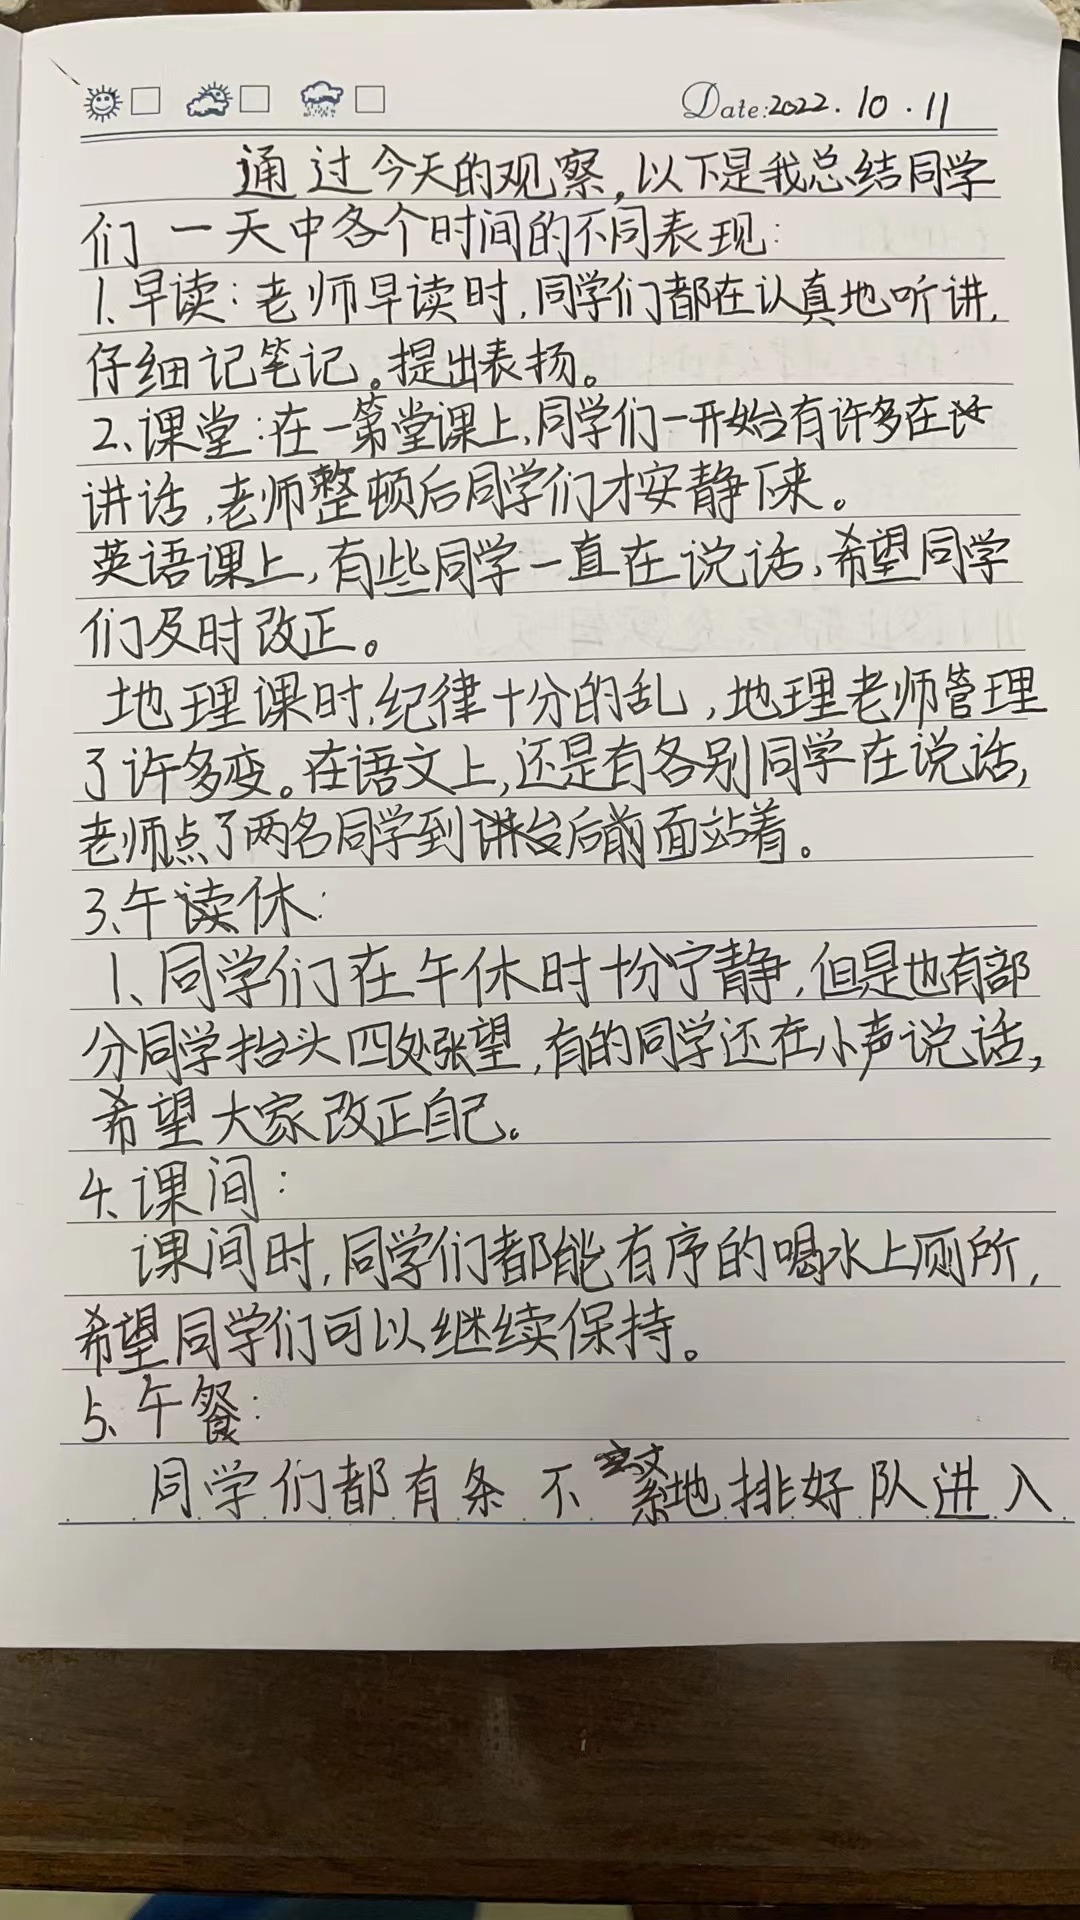 Date:2022.10.11
通过今天的观察，以下是我总结同学
们一天中各个时间的不同表现：
1.早读：老师早读时，同学们都在认真地听讲，
仔细记笔记。提出表扬。
2、课堂：在一第堂课上，同学们一开始有许多在
讲话，老师整顿后同学们才安静下来。
英语课上，有些同学一直在说话，希望同学
们及时改正。
地理课时，纪律十分的乱，地理老师管理
了许多变。在语文上，还是有各别同学在说话，
老师点了两名同学到后前面站着。
3、午休：
1、同学们在午休时十分宁静，但是也有部
分同学抬头四处张望，有的同学还在小声说话，
希望大家改正自己。
4、课间：
课间时，同学们都能有序的喝水上厕所，
希望同学们可以继续保持。
5、午餐：
同学们都有条不紊地排好队进入